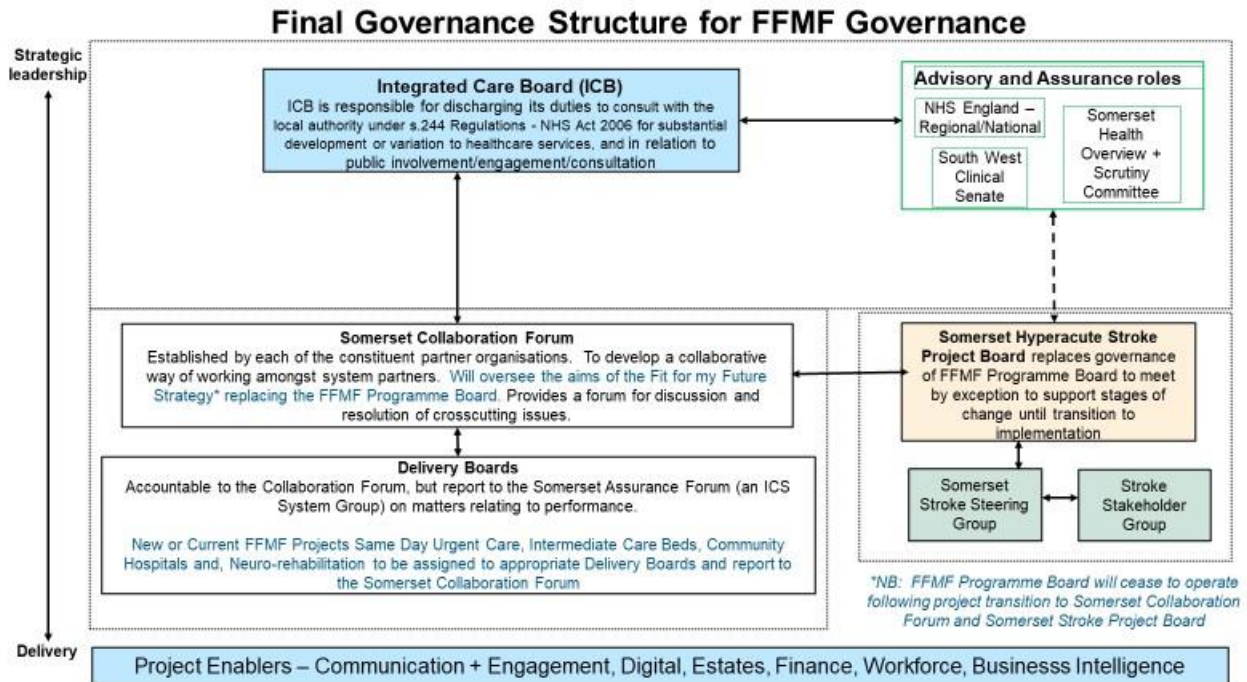 Final Governance Structure for FFMF Governance
Strategic
leadership
Integrated Care Board (ICB)
ICB is responsible for discharging its duties to consult with the
local authority under s.244 Regulations - NHS Act 2006 for substantial
development or variation to healthcare services, and in relation to
public involvement/engagement/consultation
Advisory and Assurance roles
NHS England –
Regional/National
South West
Clinical
Senate
Somerset
Health
Overview +
Scrutiny
Committee
Somerset Collaboration Forum
Established by each of the constituent partner organisations. To develop a collaborative
way of working amongst system partners. Will oversee the aims of the Fit for my Future
Strategy* replacing the FFMF Programme Board. Provides a forum for discussion and
resolution of crosscutting issues.
Somerset Hyperacute Stroke
Project Board replaces governance
of FFMF Programme Board to meet
by exception to support stages of
change until transition to
implementation
Delivery Boards
Accountable to the Collaboration Forum, but report to the Somerset Assurance Forum (an ICS
System Group) on matters relating to performance.
New or Current FFMF Projects Same Day Urgent Care, Intermediate Care Beds, Community
Hospitals and, Neuro-rehabilitation to be assigned to appropriate Delivery Boards and report to
the Somerset Collaboration Forum
Somerset
Stroke Steering
Group
Stroke
Stakeholder
Group
*NB: FFMF Programme Board will cease to operate
following project transition to Somerset Collaboration
Forum and Somerset Stroke Project Board
Delivery
Project Enablers – Communication + Engagement, Digital, Estates, Finance, Workforce, Businesss Intelligence